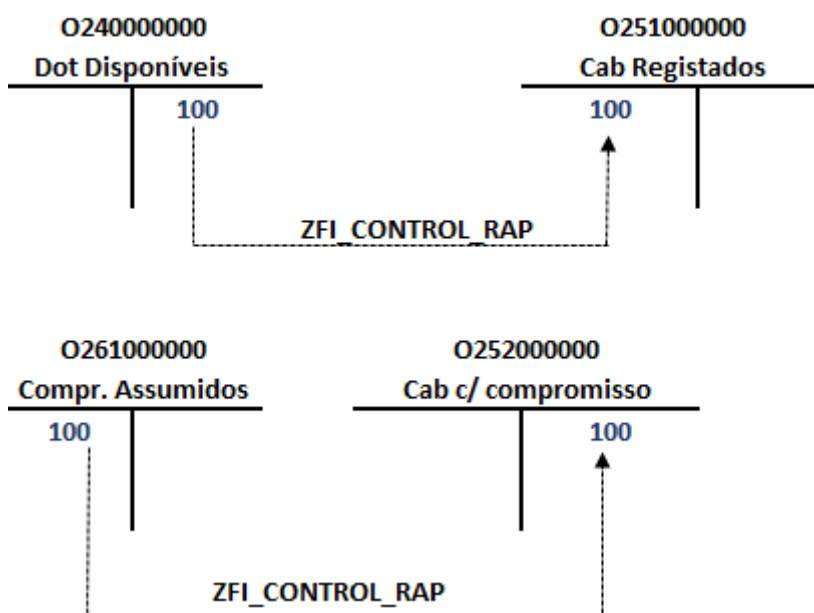 O240000000
O251000000
Dot Disponíveis
Cab Registados
100
100
ZFI_CONTROL_RAP
O261000000
O252000000
Compr. Assumidos
Cab c/ compromisso
100
100
ZFI_CONTROL_RAP